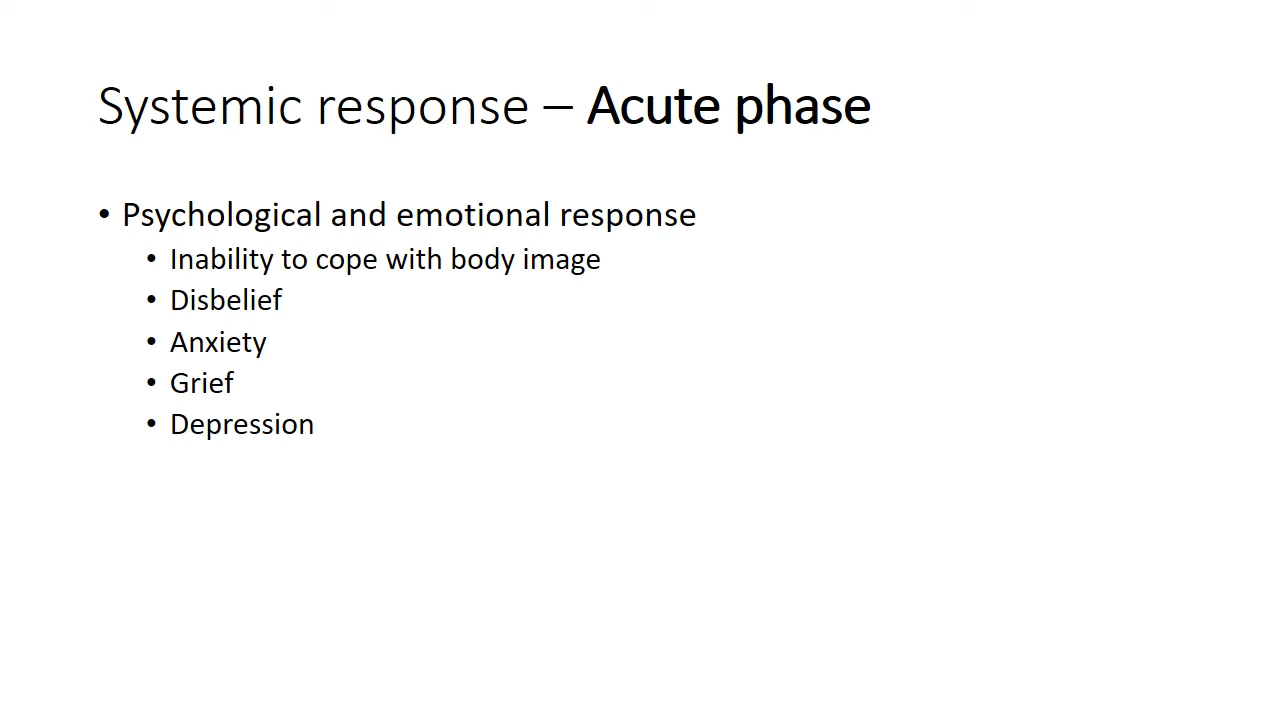 Systemic response – Acute phase
• Psychological and emotional response
• Inability to cope with body image
• Disbelief
• Anxiety
• Grief
• Depression